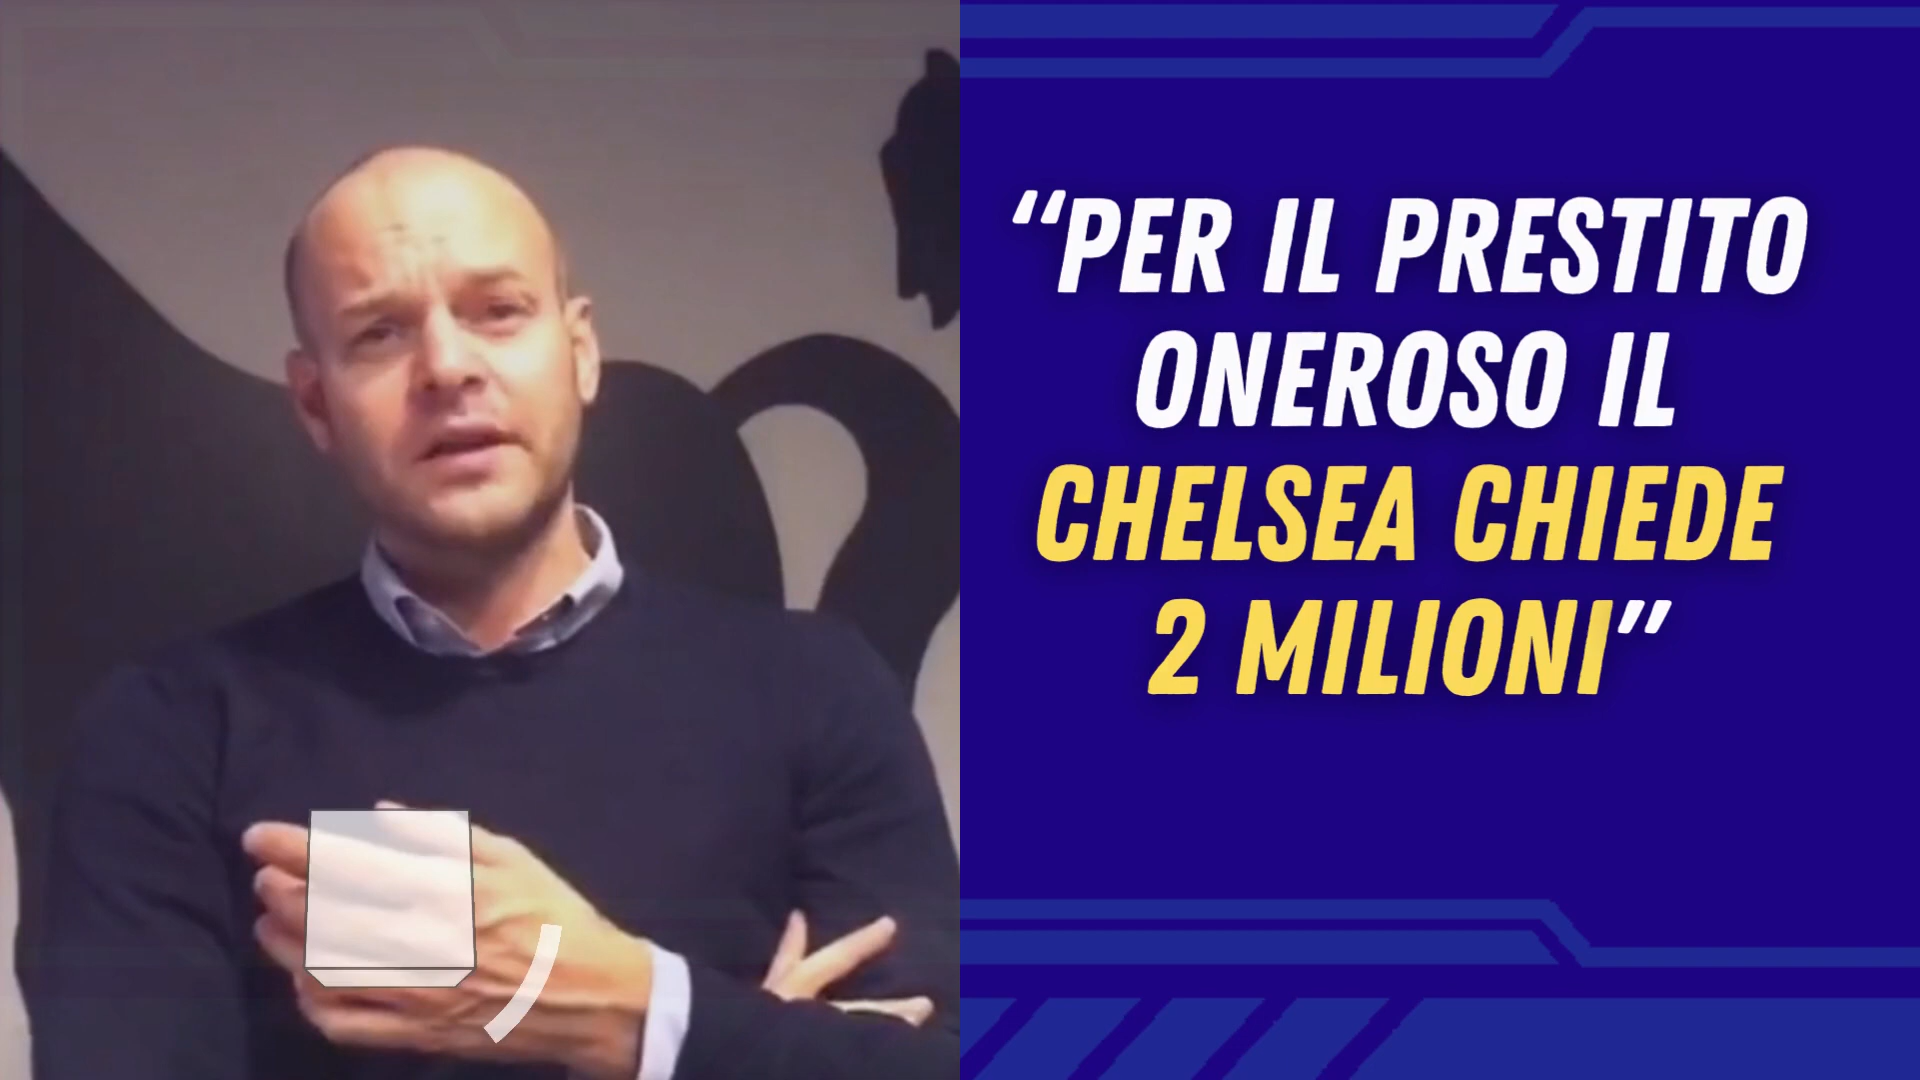 “PER IL PRESTITO
ONEROSO IL
CHELSEA CHIEDE
2 MILIONI”